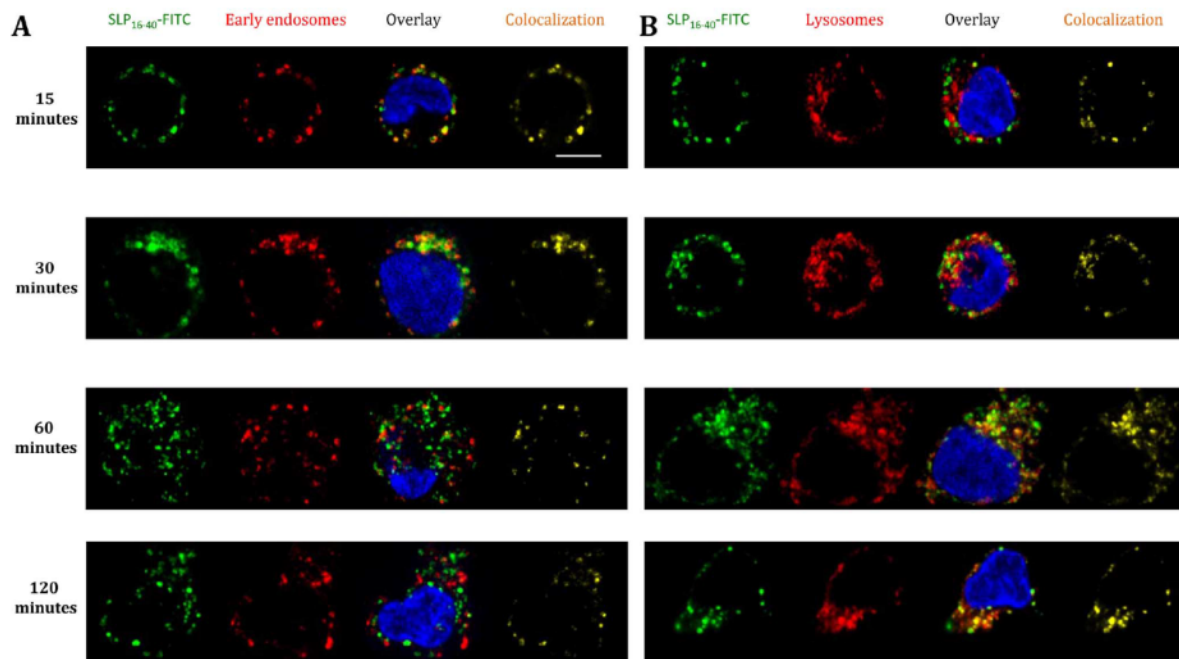 A SLP16-40-FITC Early endosomes Overlay Colocalization B SLP16-40-FITC Lysosomes Overlay Colocalization
15
minutes
30
minutes
60
minutes
120
minutes